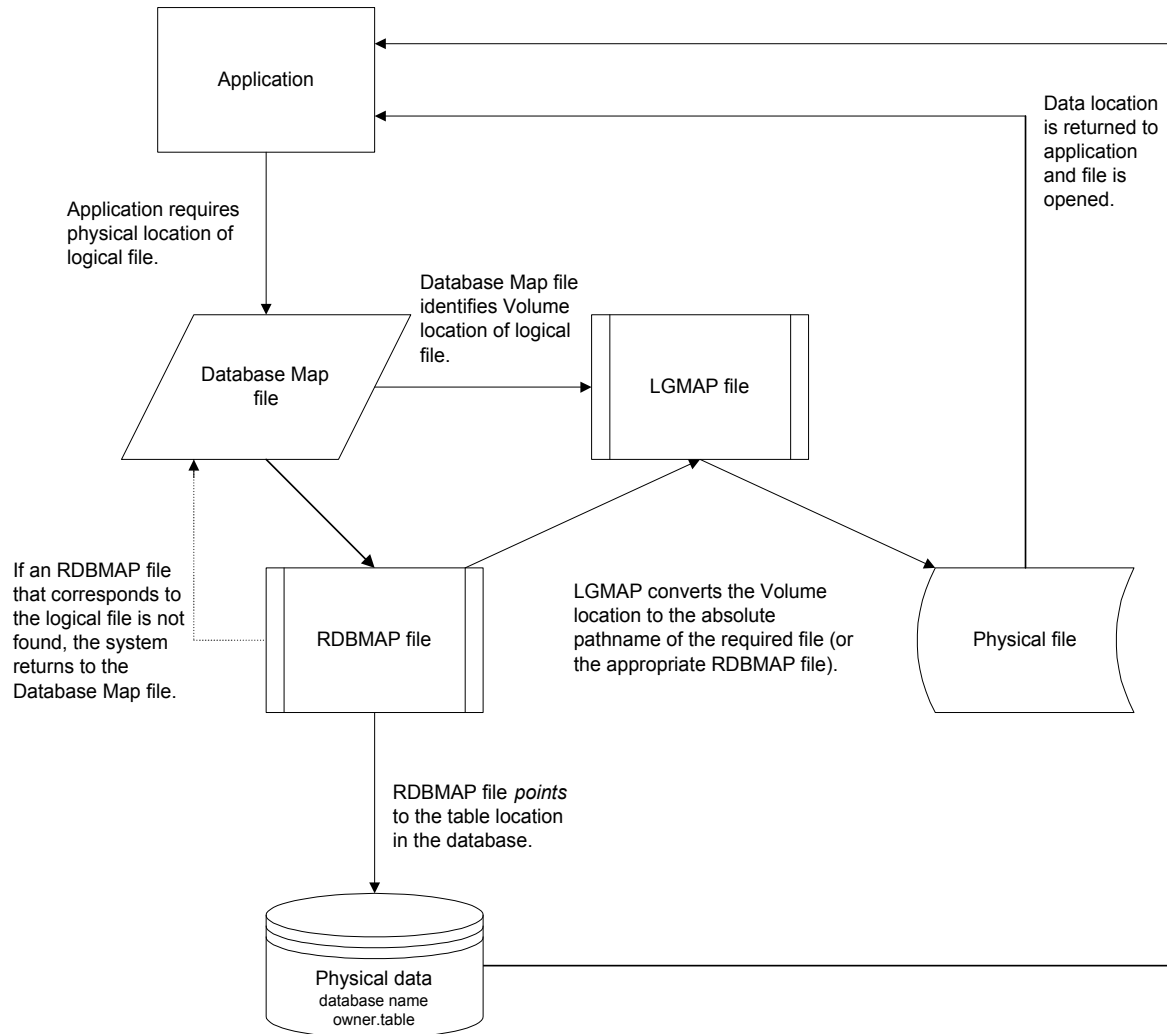 Application
Data location
is returned to
application
and file is
opened.
Application requires
physical location of
logical file.
Database Map file
identifies Volume
location of logical
file.
Database Map
file
LGMAP file
If an RDBMAP file
that corresponds to
the logical file is not
found, the system
returns to the
Database Map file.
RDBMAP file
LGMAP converts the Volume
location to the absolute
pathname of the required file (or
the appropriate RDBMAP file).
Physical file
RDBMAP file points
to the table location
in the database.
Physical data
database name
owner.table